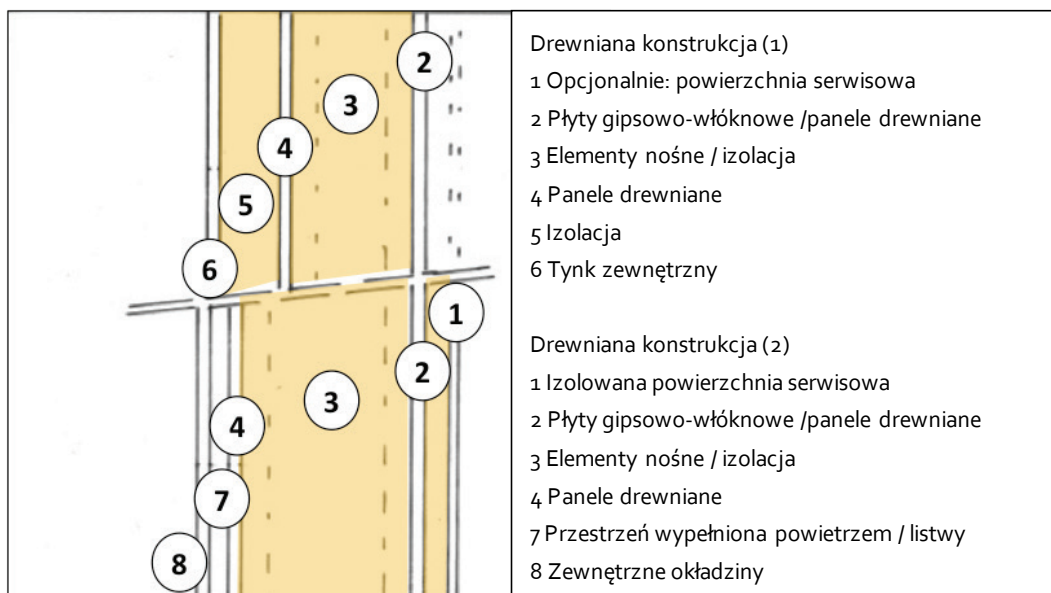 2
3
4
5
6
1
2
3
4
7
8
Drewniana konstrukcja (1)
1 Opcjonalnie: powierzchnia serwisowa
2 Płyty gipsowo-włóknowe /panele drewniane
3 Elementy nośne / izolacja
4 Panele drewniane
5 Izolacja
6 Tynk zewnętrzny
Drewniana konstrukcja (2)
1 Izolowana powierzchnia serwisowa
2 Płyty gipsowo-włóknowe /panele drewniane
3 Elementy nośne / izolacja
4 Panele drewniane
7 Przestrzeń wypełniona powietrzem / listwy
8 Zewnętrzne okładziny